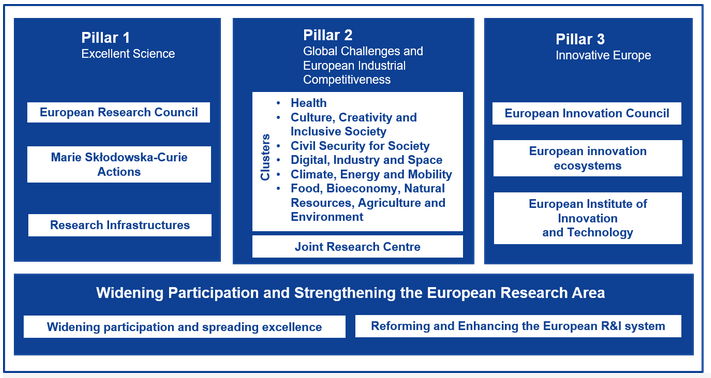 Pillar 1
Excellent Science
European Research Council
Marie Skłodowska-Curie
Actions
Research Infrastructures
Pillar 2
Global Challenges and
European Industrial
Competitiveness
Clusters
• Health
• Culture, Creativity and
Inclusive Society
• Civil Security for Society
• Digital, Industry and Space
• Climate, Energy and Mobility
• Food, Bioeconomy, Natural
Resources, Agriculture and
Environment
Joint Research Centre
Pillar 3
Innovative Europe
European Innovation Council
European innovation
ecosystems
European Institute of
Innovation
and Technology
Widening Participation and Strengthening the European Research Area
Widening participation and spreading excellence
Reforming and Enhancing the European R&I system